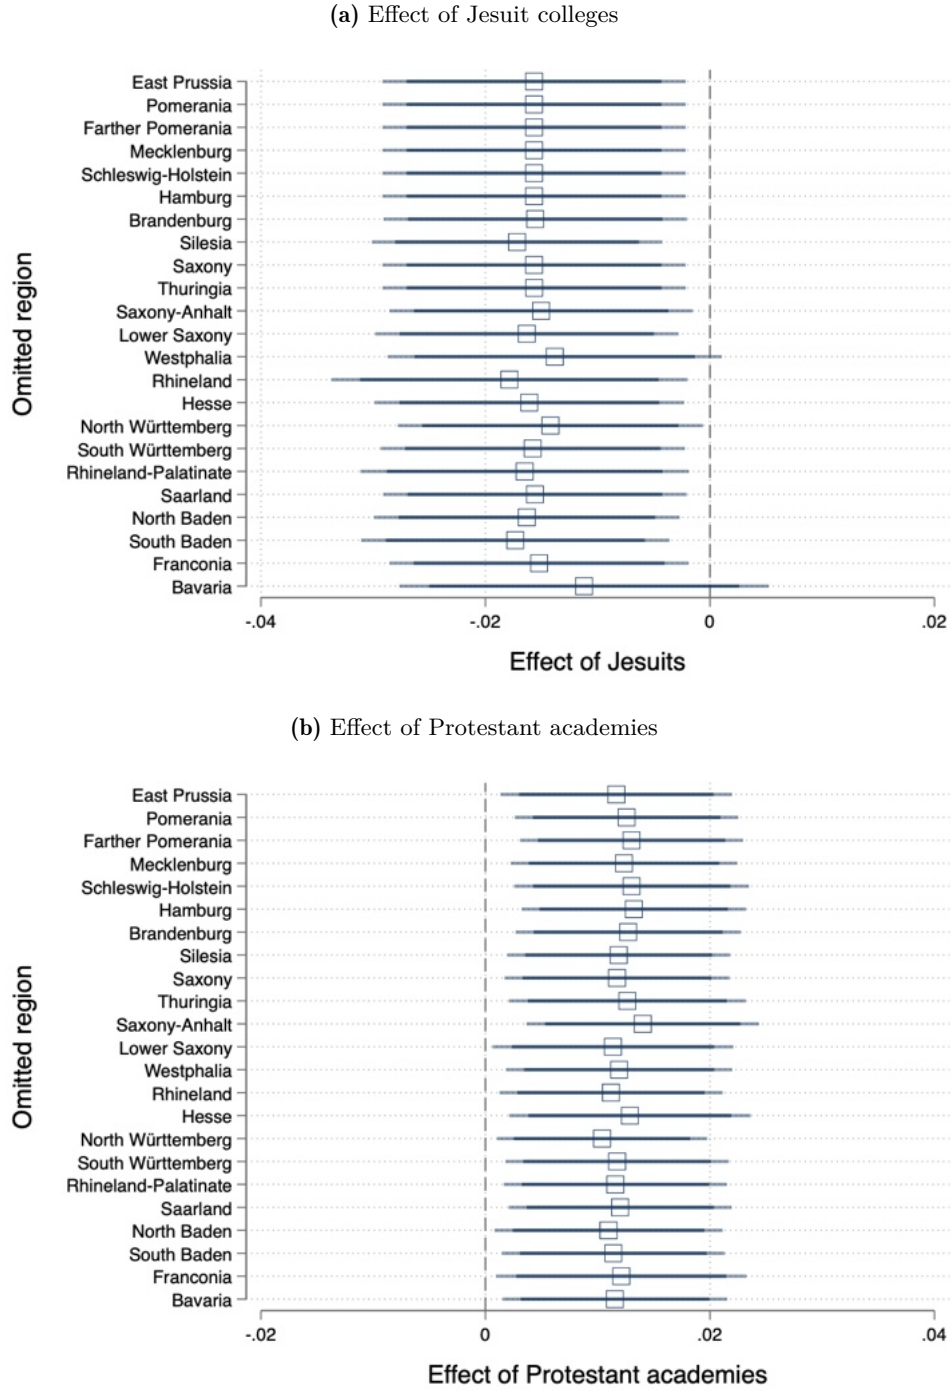 (a) Effect of Jesuit colleges
Omitted region
East Prussia
Pomerania
Farther Pomerania
Mecklenburg
Schleswig-Holstein
Hamburg
Brandenburg
Silesia
Saxony
Thuringia
Saxony-Anhalt
Lower Saxony
Westphalia
Rhineland
Hesse
North Württemberg
South Württemberg
Rhineland-Palatinate
Saarland
North Baden
South Baden
Franconia
Bavaria
-.04 -.02 0 .02
Effect of Jesuits
(b) Effect of Protestant academies
Omitted region
East Prussia
Pomerania
Farther Pomerania
Mecklenburg
Schleswig-Holstein
Hamburg
Brandenburg
Silesia
Saxony
Thuringia
Saxony-Anhalt
Lower Saxony
Westphalia
Rhineland
Hesse
North Württemberg
South Württemberg
Rhineland-Palatinate
Saarland
North Baden
South Baden
Franconia
Bavaria
-.02 0 .02 .04
Effect of Protestant academies